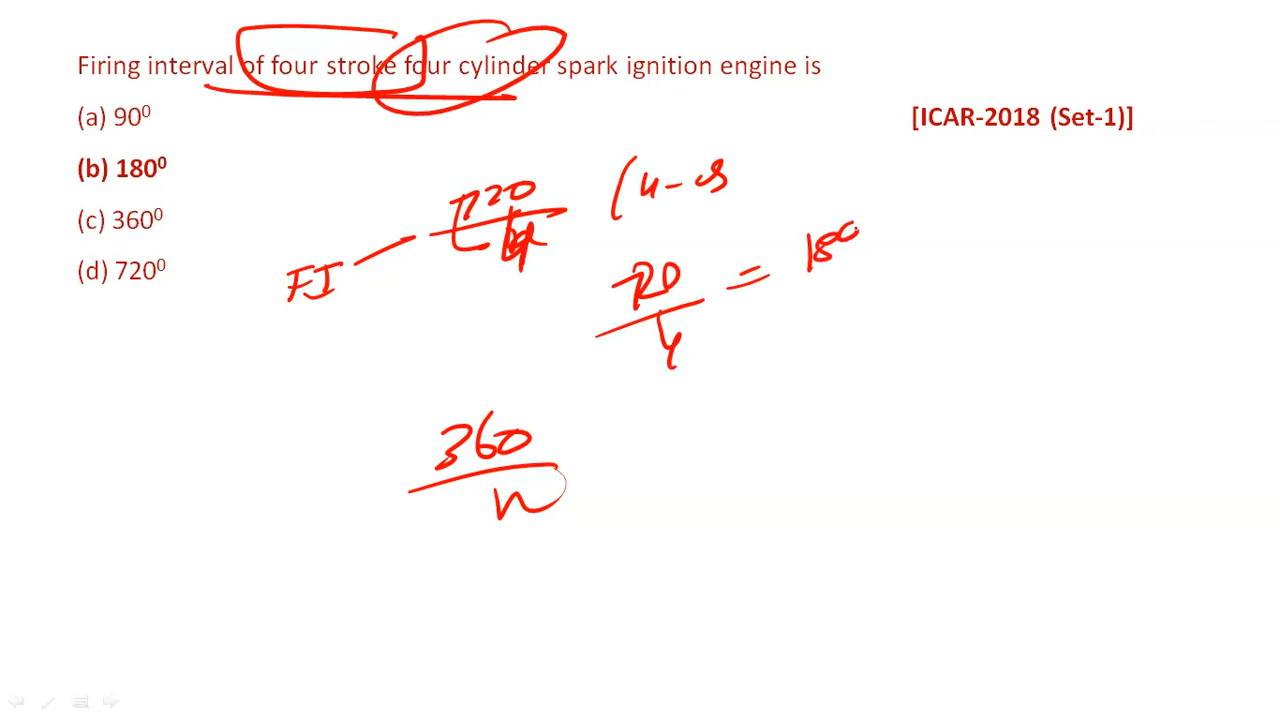 Firing interval of four stroke four cylinder spark ignition engine is
(a) 90⁰
[ICAR-2018 (Set-1)]
(b) 180⁰
(c) 360⁰
(d) 720⁰
FI
720
720
4
= 180
360
n